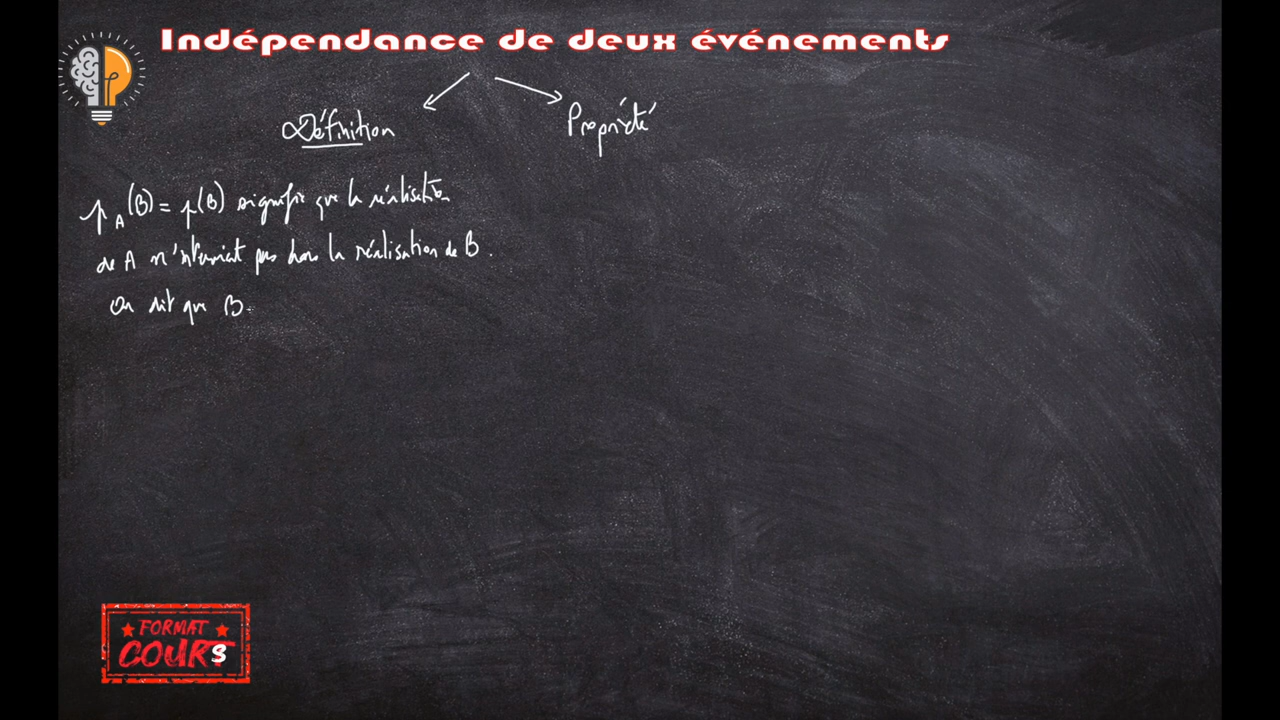 Indépendance de deux événements
Définition
Propriété
p_A(B) = p(B) signifie que la réalisation
de A n'intervient pas dans la réalisation de B.
On dit que B
FORMAT
COURS